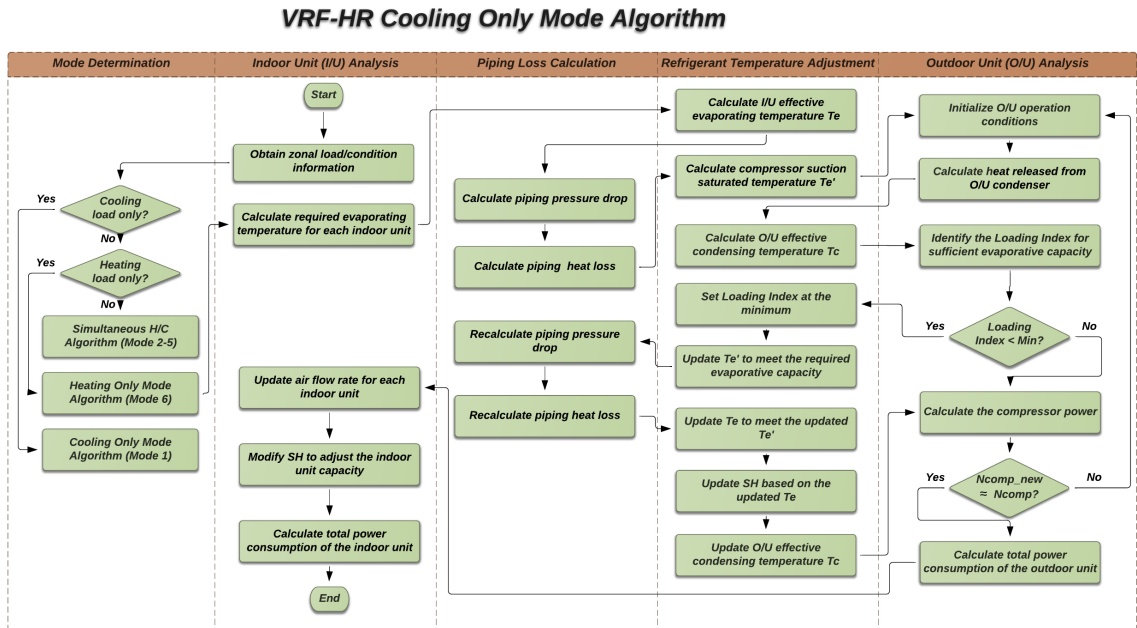 VRF-HR Cooling Only Mode Algorithm
Mode Determination
Indoor Unit (I/U) Analysis
Piping Loss Calculation
Refrigerant Temperature Adjustment
Outdoor Unit (O/U) Analysis
Cooling
load only?
Yes
No
Heating
load only?
Yes
No
Simultaneous H/C
Algorithm (Mode 2-5)
Heating Only Mode
Algorithm (Mode 6)
Cooling Only Mode
Algorithm (Mode 1)
Start
Obtain zonal load/condition
information
Calculate required evaporating
temperature for each indoor unit
Update air flow rate for each
indoor unit
Modify SH to adjust the indoor
unit capacity
Calculate total power
consumption of the indoor unit
End
Calculate piping pressure drop
Calculate piping heat loss
Recalculate piping pressure
drop
Recalculate piping heat loss
Calculate I/U effective
evaporating temperature Te
Calculate compressor suction
saturated temperature Te'
Calculate O/U effective
condensing temperature Tc
Set Loading Index at the
minimum
Update Te' to meet the required
evaporative capacity
Update Te to meet the updated
Te'
Update SH based on the
updated Te
Update O/U effective
condensing temperature Tc
Initialize O/U operation
conditions
Calculate heat released from
O/U condenser
Identify the Loading Index for
sufficient evaporative capacity
Loading
Index < Min?
Yes
No
Calculate the compressor power
Ncomp_new
≈ Ncomp?
Yes
No
Calculate total power
consumption of the outdoor unit